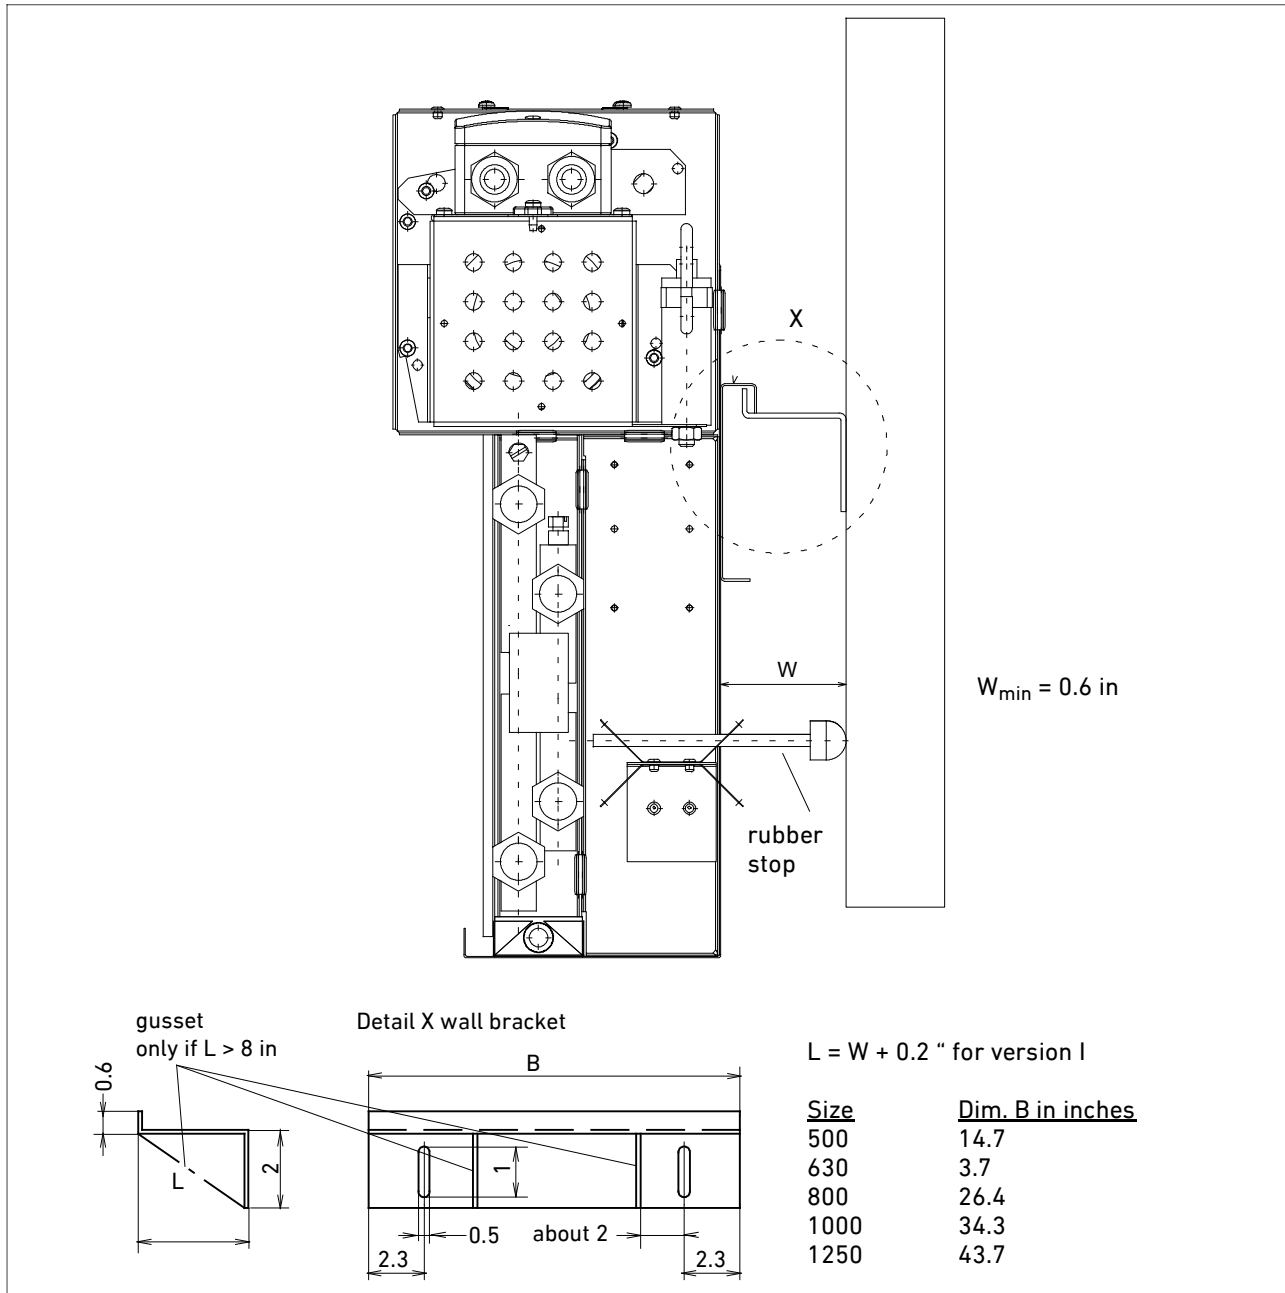 X
W
W_min = 0.6 in
rubber
stop
gusset
only if L > 8 in
Detail X wall bracket
L = W + 0.2 “ for version I
B
0.6
Size Dim. B in inches
500 14.7
630 3.7
800 26.4
1000 34.3
1250 43.7
L
2
1
0.5
about 2
2.3
2.3